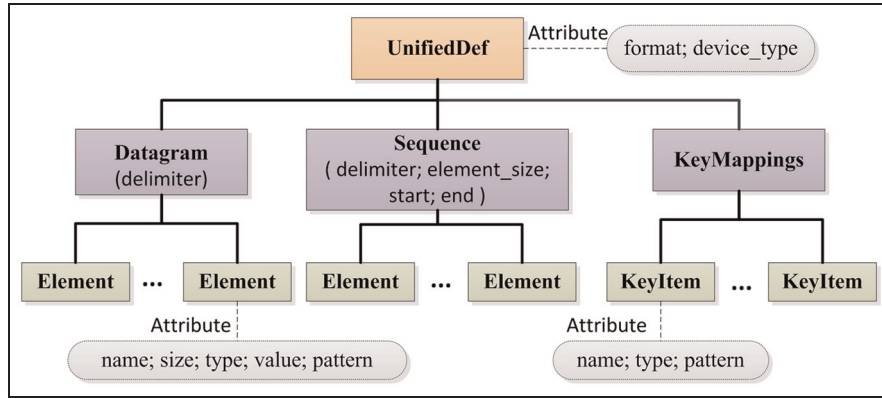 UnifiedDef
Attribute
format; device_type
Datagram
(delimiter)
Sequence
( delimiter; element_size;
start; end )
KeyMappings
Element ... Element
Element ... Element
KeyItem ... KeyItem
Attribute
name; size; type; value; pattern
Attribute
name; type; pattern